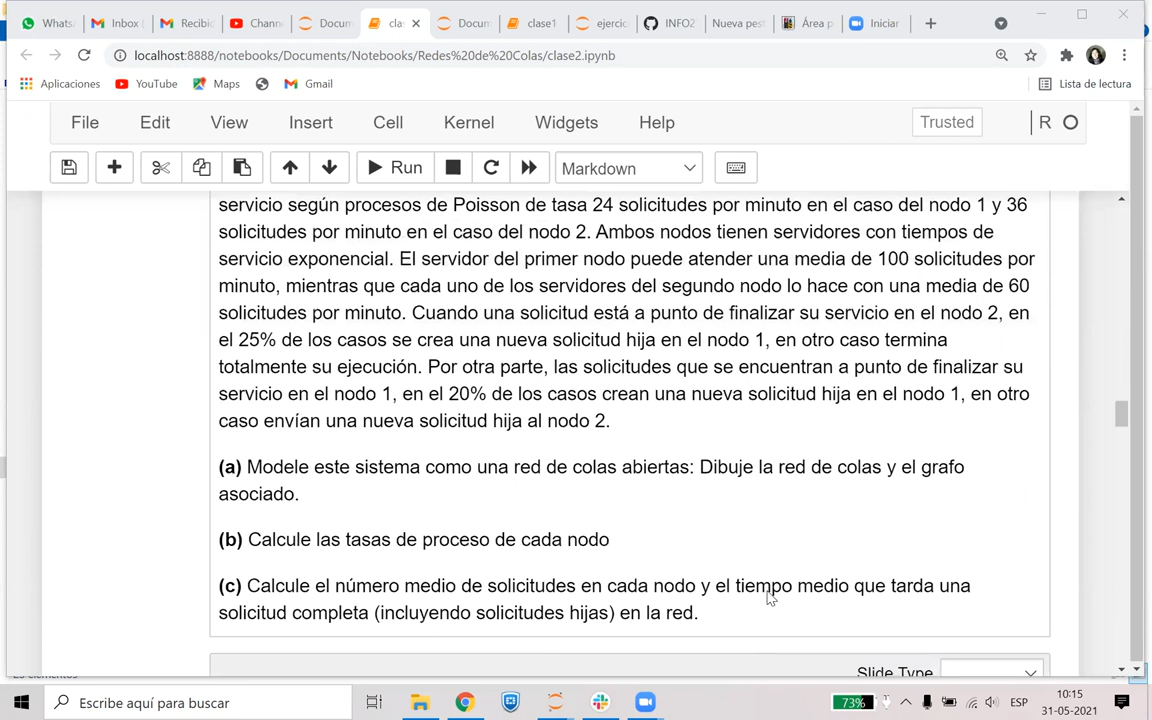 Whats
Inbox (
Recibid
Chann
Docum
clas
Docum
clase1
ejercic
INFO2
Nueva pest
Área p
Iniciar
localhost:8888/notebooks/Documents/Notebooks/Redes%20de%20Colas/clase2.ipynb
Aplicaciones
YouTube
Maps
Gmail
Lista de lectura
File
Edit
View
Insert
Cell
Kernel
Widgets
Help
Trusted
R
Run
Markdown
servicio según procesos de Poisson de tasa 24 solicitudes por minuto en el caso del nodo 1 y 36
solicitudes por minuto en el caso del nodo 2. Ambos nodos tienen servidores con tiempos de
servicio exponencial. El servidor del primer nodo puede atender una media de 100 solicitudes por
minuto, mientras que cada uno de los servidores del segundo nodo lo hace con una media de 60
solicitudes por minuto. Cuando una solicitud está a punto de finalizar su servicio en el nodo 2, en
el 25% de los casos se crea una nueva solicitud hija en el nodo 1, en otro caso termina
totalmente su ejecución. Por otra parte, las solicitudes que se encuentran a punto de finalizar su
servicio en el nodo 1, en el 20% de los casos crean una nueva solicitud hija en el nodo 1, en otro
caso envían una nueva solicitud hija al nodo 2.
(a) Modele este sistema como una red de colas abiertas: Dibuje la red de colas y el grafo
asociado.
(b) Calcule las tasas de proceso de cada nodo
(c) Calcule el número medio de solicitudes en cada nodo y el tiempo medio que tarda una
solicitud completa (incluyendo solicitudes hijas) en la red.
Slide Type
Escribe aquí para buscar
73%
ESP
10:15
31-05-2021